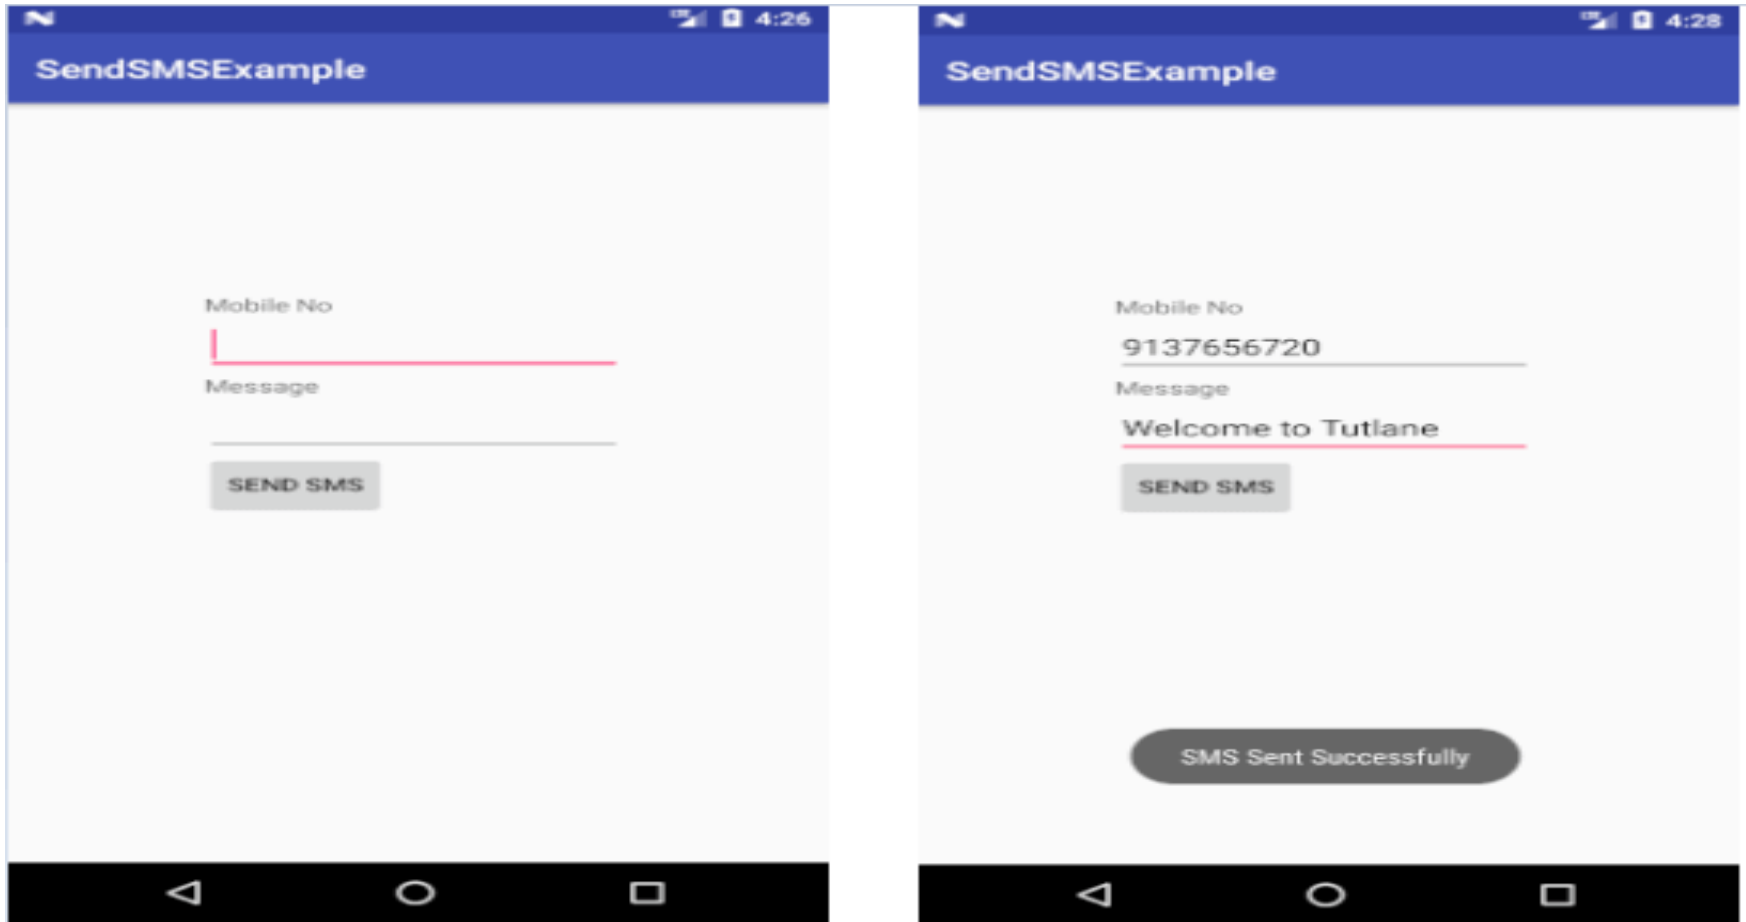 4:26
SendSMSExample
Mobile No
Message
SEND SMS
4:28
SendSMSExample
Mobile No
9137656720
Message
Welcome to Tutlane
SEND SMS
SMS Sent Successfully